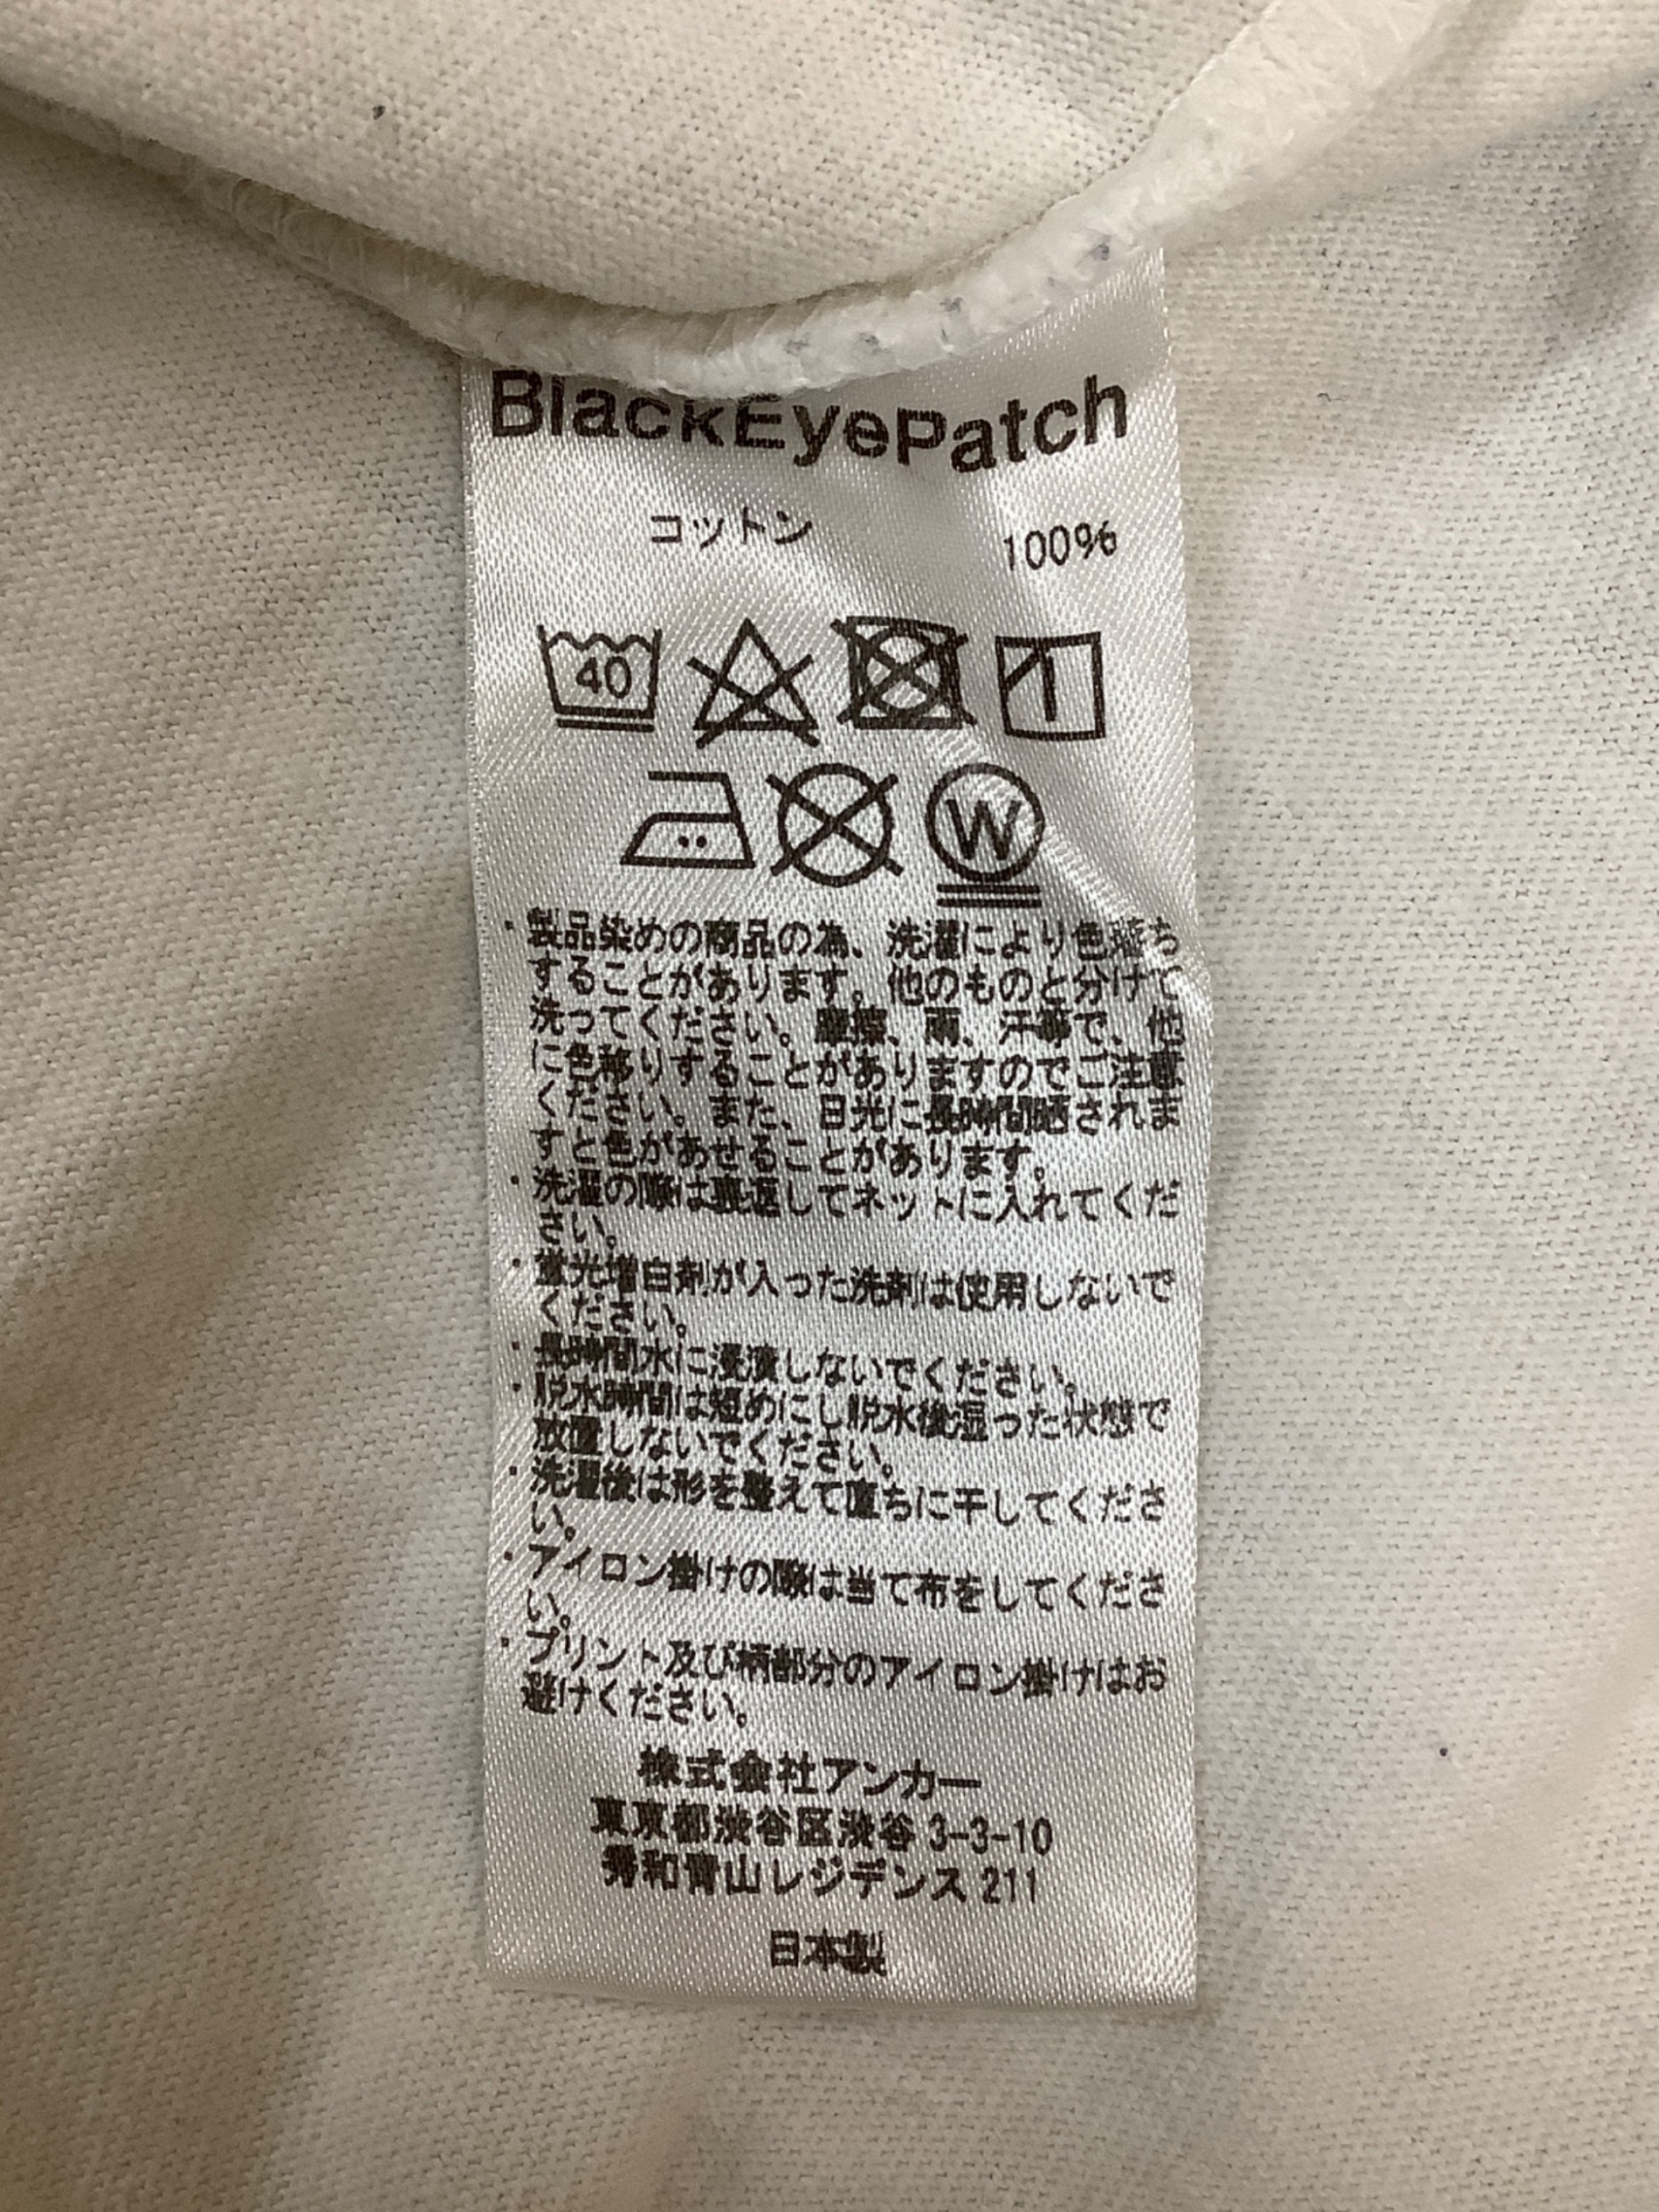 BlackEyePatch
コットン 100%
40
W
・製品染めの商品の為、洗濯により色落ち
することがあります。他のものと分けて
洗ってください。摩擦、雨、汗等で、他
に色移りすることがありますのでご注意
ください。また、日光に長時間晒されま
すと色があせることがあります。
・洗濯の際は裏返してネットに入れてくだ
さい。
・蛍光増白剤が入った洗剤は使用しないで
ください。
・長時間水に浸漬しないでください。
・脱水時間は短めにし脱水後湿った状態で
放置しないでください。
・洗濯後は形を整えて直ちに干してくださ
い。
・アイロン掛けの際は当て布をしてくださ
い。
・プリント及び柄部分のアイロン掛けはお
避けください。
株式会社アンカー
東京都渋谷区渋谷 3-3-10
秀和青山レジデンス 211
日本製